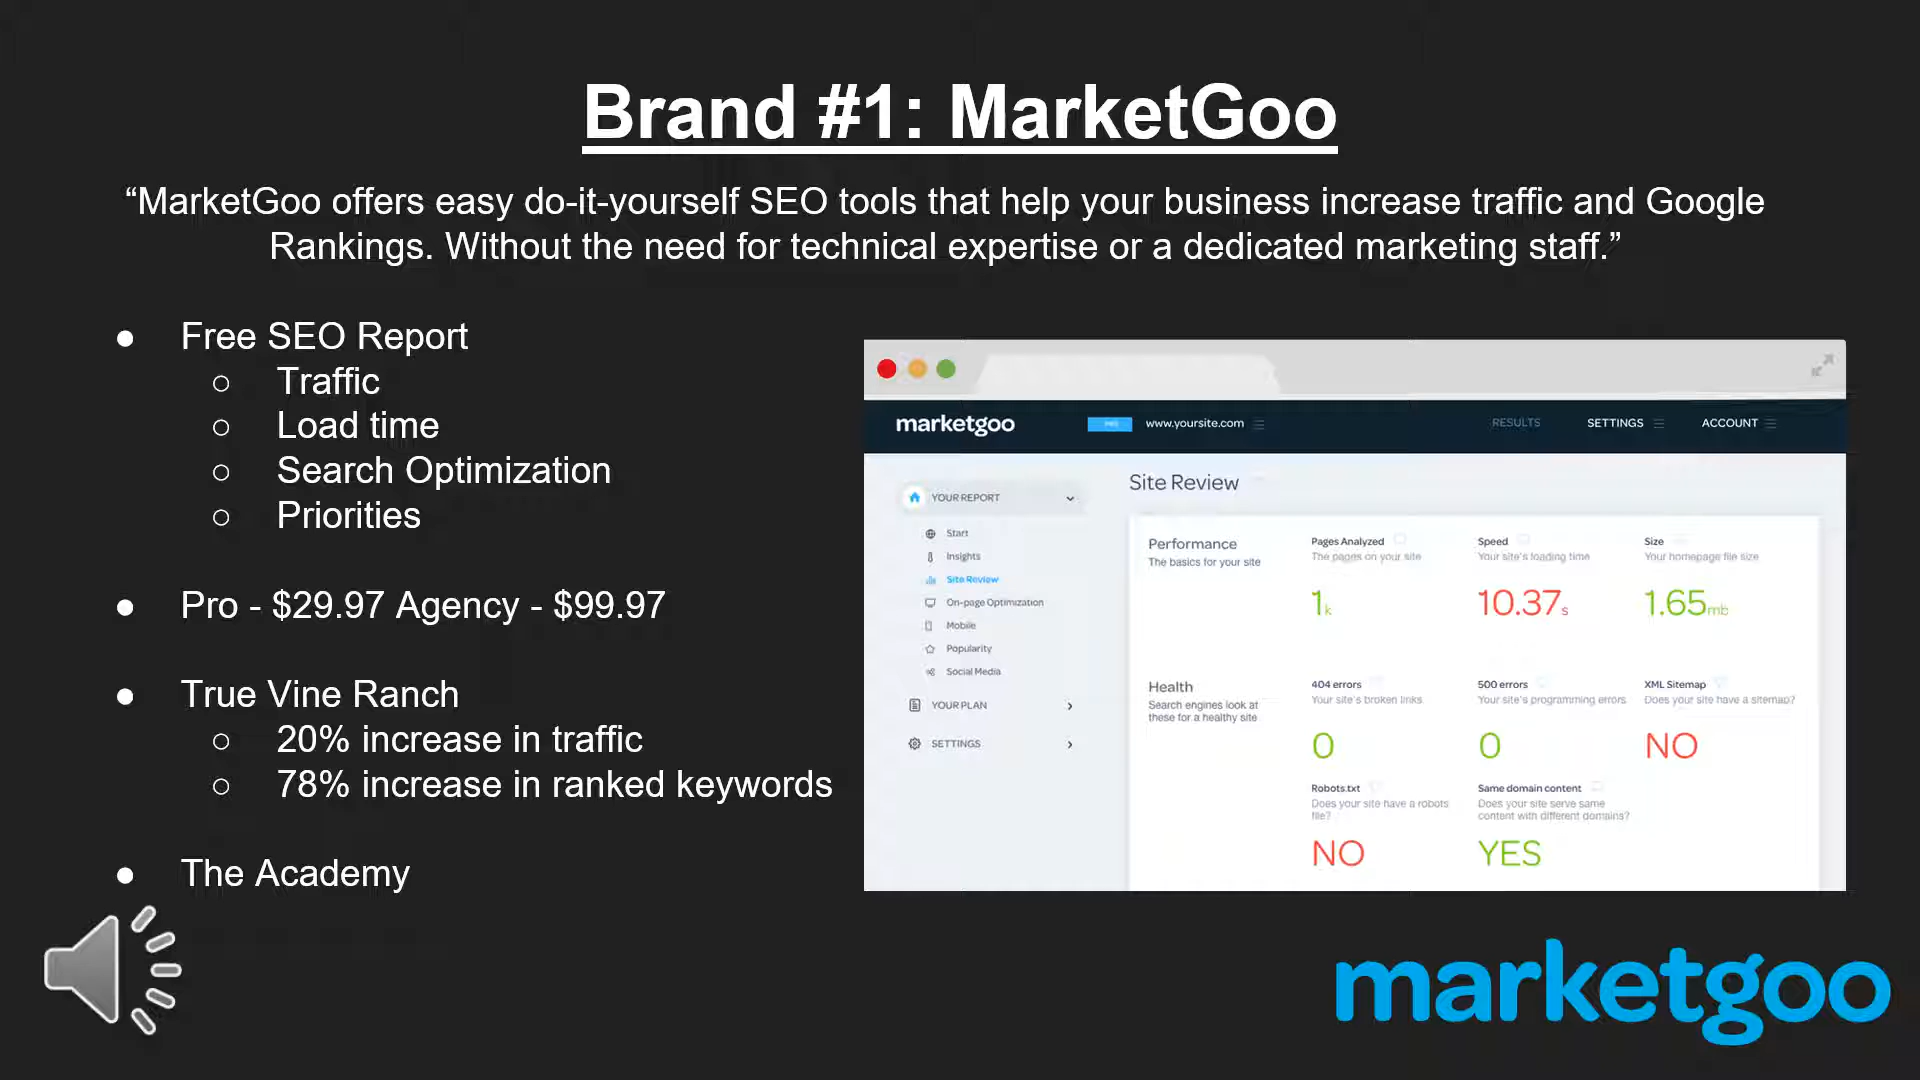 Brand #1: MarketGoo
“MarketGoo offers easy do-it-yourself SEO tools that help your business increase traffic and Google
Rankings. Without the need for technical expertise or a dedicated marketing staff.”
● Free SEO Report
○ Traffic
○ Load time
○ Search Optimization
○ Priorities
● Pro - $29.97 Agency - $99.97
● True Vine Ranch
○ 20% increase in traffic
○ 78% increase in ranked keywords
● The Academy
marketgoo
www.yoursite.com
RESULTS
SETTINGS
ACCOUNT
YOUR REPORT
Start
Insights
Site Review
On-page Optimization
Mobile
Popularity
Social Media
YOUR PLAN
SETTINGS
Site Review
Performance
The basics for your site
Pages Analyzed
The pages on your site
1k
Speed
Your site's loading time
10.37s
Size
Your homepage file size
1.65mb
Health
Search engines look at
these for a healthy site
404 errors
Your site's broken links
0
500 errors
Your site's programming errors
0
XML Sitemap
Does your site have a sitemap?
NO
Robots.txt
Does your site have a robots
file?
NO
Same domain content
Does your site serve same
content with different domains?
YES
marketgoo